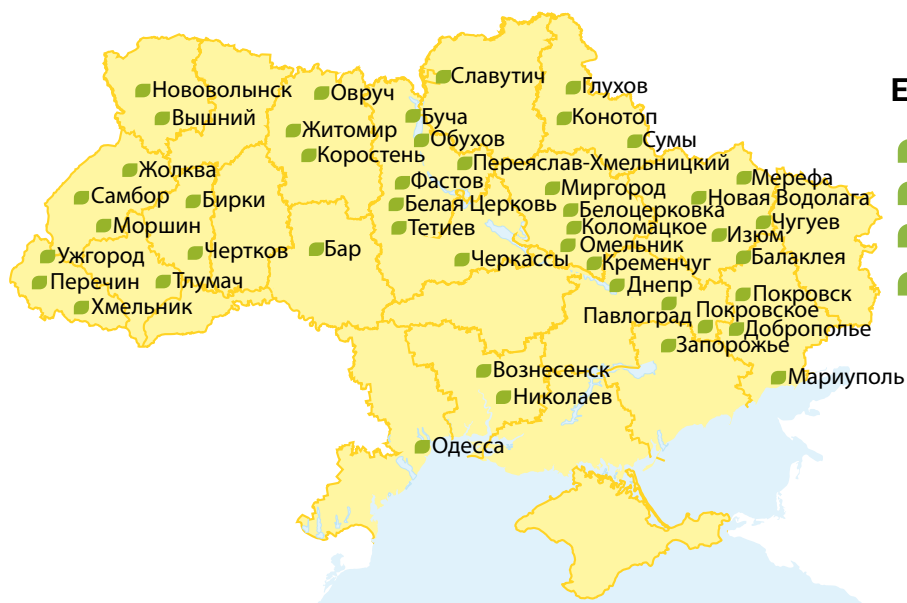 Славутич
Глухов
Нововолынск
Овруч
Е
Вышний
Буча
Конотоп
Житомир
Обухов
Сумы
Коростень
Переяслав-Хмельницкий
Жолква
Мерефа
Фастов
Миргород
Самбор
Бирки
Новая Водолага
Белая Церковь
Белоцерковка
Моршин
Тетиев
Коломацкое
Чугуев
Изюм
Ужгород
Чертков
Бар
Омельник
Балаклея
Черкассы
Кременчуг
Перечин
Тлумач
Днепр
Покровск
Хмельник
Павлоград
Покровское
Доброполье
Запорожье
Вознесенск
Мариуполь
Николаев
Одесса